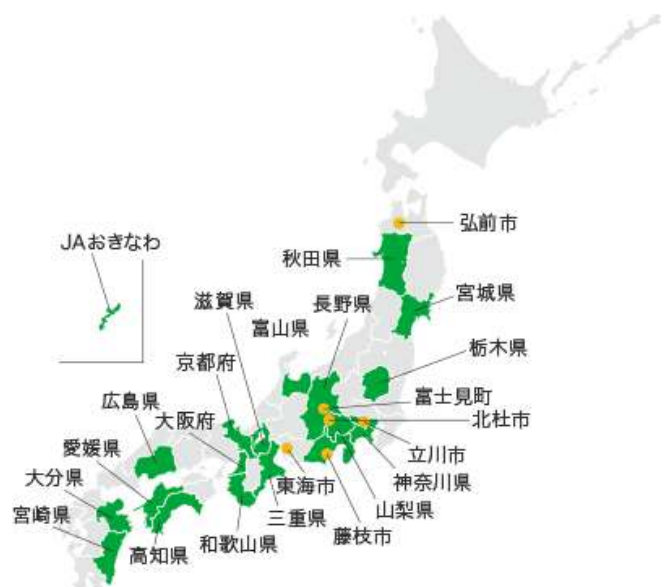 弘前市
JAおきなわ
秋田県
宮城県
滋賀県
長野県
富山県
栃木県
京都府
富士見町
広島県
北杜市
大阪府
立川市
愛媛県
神奈川県
大分県
東海市
山梨県
宮崎県
三重県
藤枝市
和歌山県
高知県